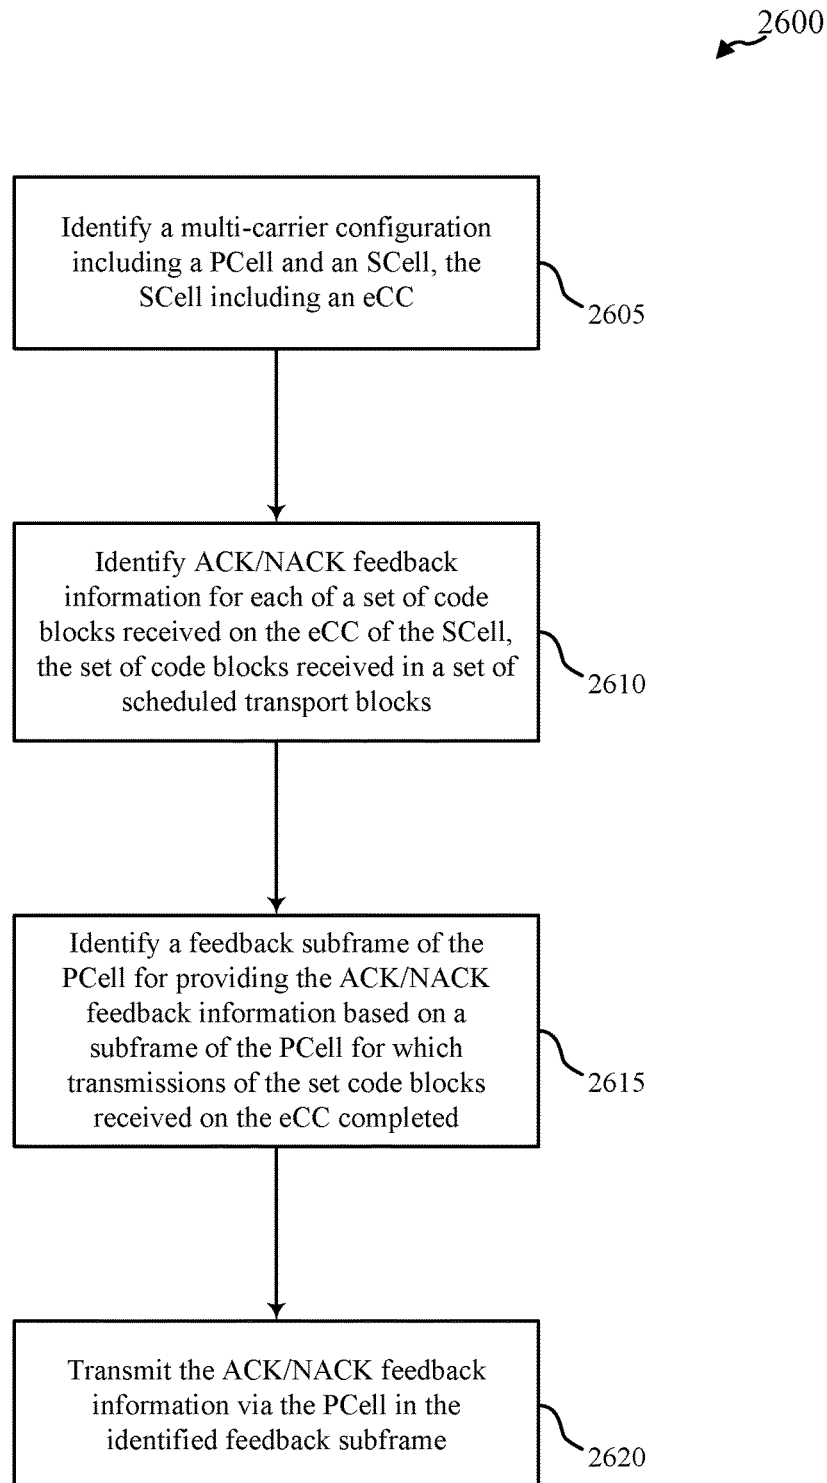 2600
Identify a multi-carrier configuration
including a PCell and an SCell, the
SCell including an eCC
2605
Identify ACK/NACK feedback
information for each of a set of code
blocks received on the eCC of the SCell,
the set of code blocks received in a set of
scheduled transport blocks
2610
Identify a feedback subframe of the
PCell for providing the ACK/NACK
feedback information based on a
subframe of the PCell for which
transmissions of the set code blocks
received on the eCC completed
2615
Transmit the ACK/NACK feedback
information via the PCell in the
identified feedback subframe
2620